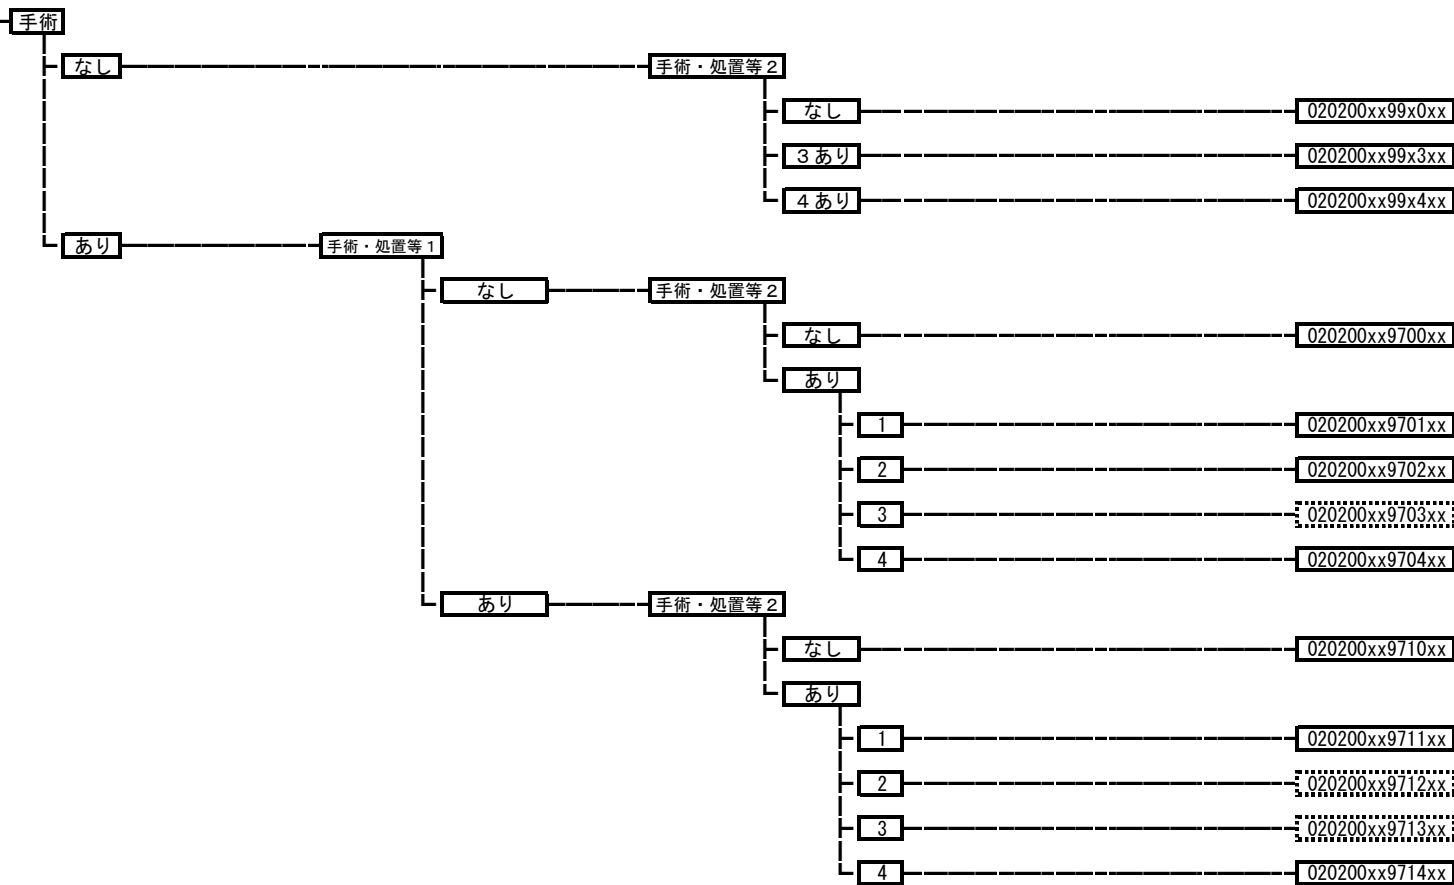 手術
なし 手術・処置等2
なし 020200xx99x0xx
3あり 020200xx99x3xx
4あり 020200xx99x4xx
あり 手術・処置等1
なし 手術・処置等2
なし 020200xx9700xx
あり
1 020200xx9701xx
2 020200xx9702xx
3 020200xx9703xx
4 020200xx9704xx
あり 手術・処置等2
なし 020200xx9710xx
あり
1 020200xx9711xx
2 020200xx9712xx
3 020200xx9713xx
4 020200xx9714xx